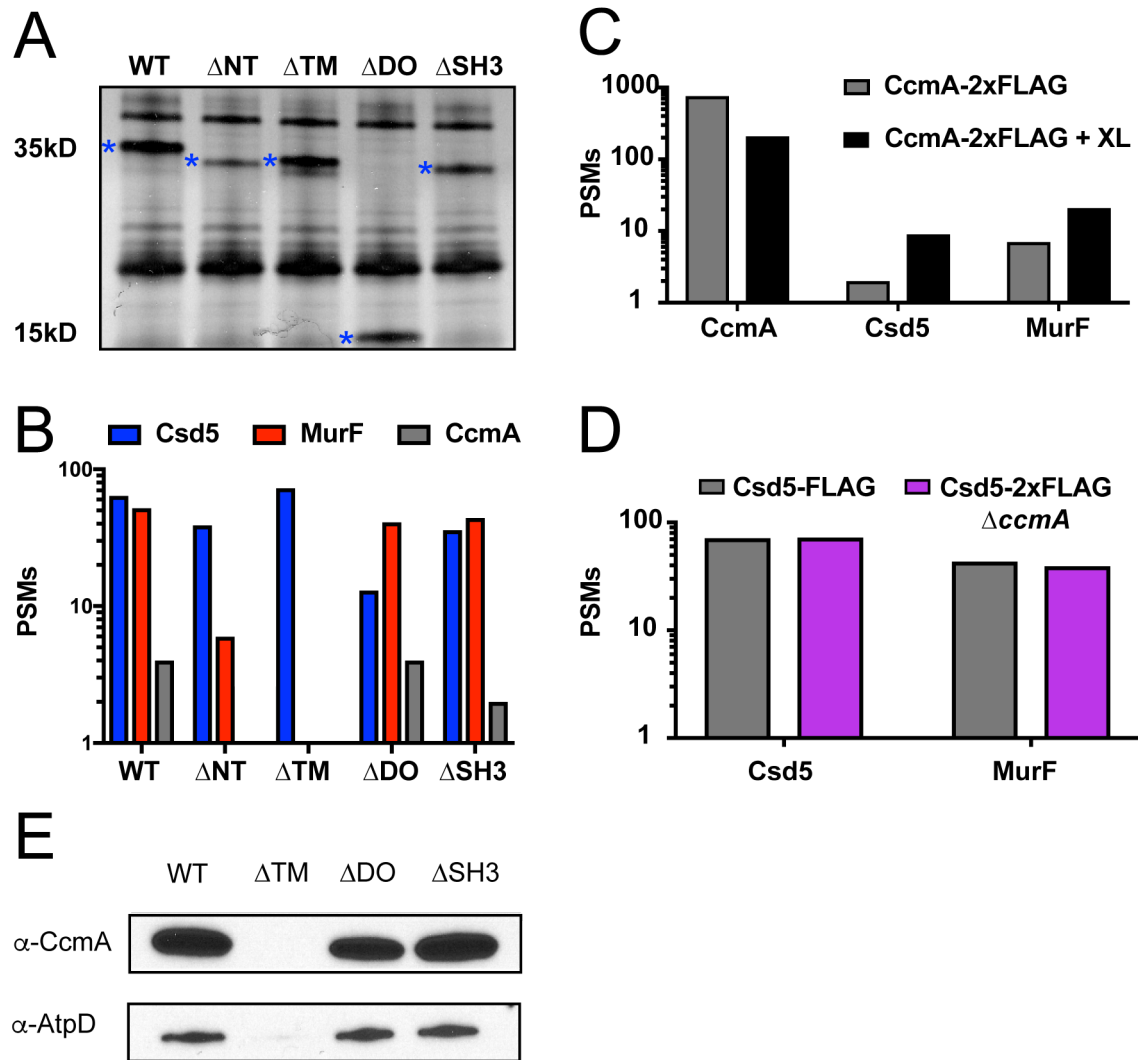 A
WT ΔNT ΔTM ΔDO ΔSH3
35kD
*
*
*
*
*
15kD
B
Csd5 MurF CcmA
100
10
1
PSMs
WT ΔNT ΔTM ΔDO ΔSH3
C
CcmA-2xFLAG
CcmA-2xFLAG + XL
1000
100
10
1
PSMs
CcmA Csd5 MurF
D
Csd5-FLAG Csd5-2xFLAG
ΔccmA
100
10
1
PSMs
Csd5 MurF
E
WT ΔTM ΔDO ΔSH3
α-CcmA
α-AtpD